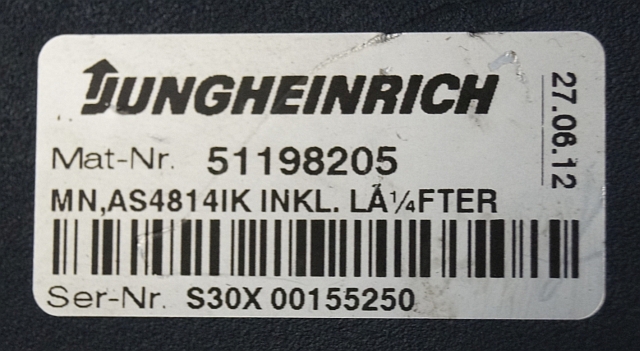 JUNGHEINRICH
Mat-Nr. 51198205
MN,AS4814IK INKL. LÃ¼FTER
Ser-Nr. S30X 00155250
27.06.12